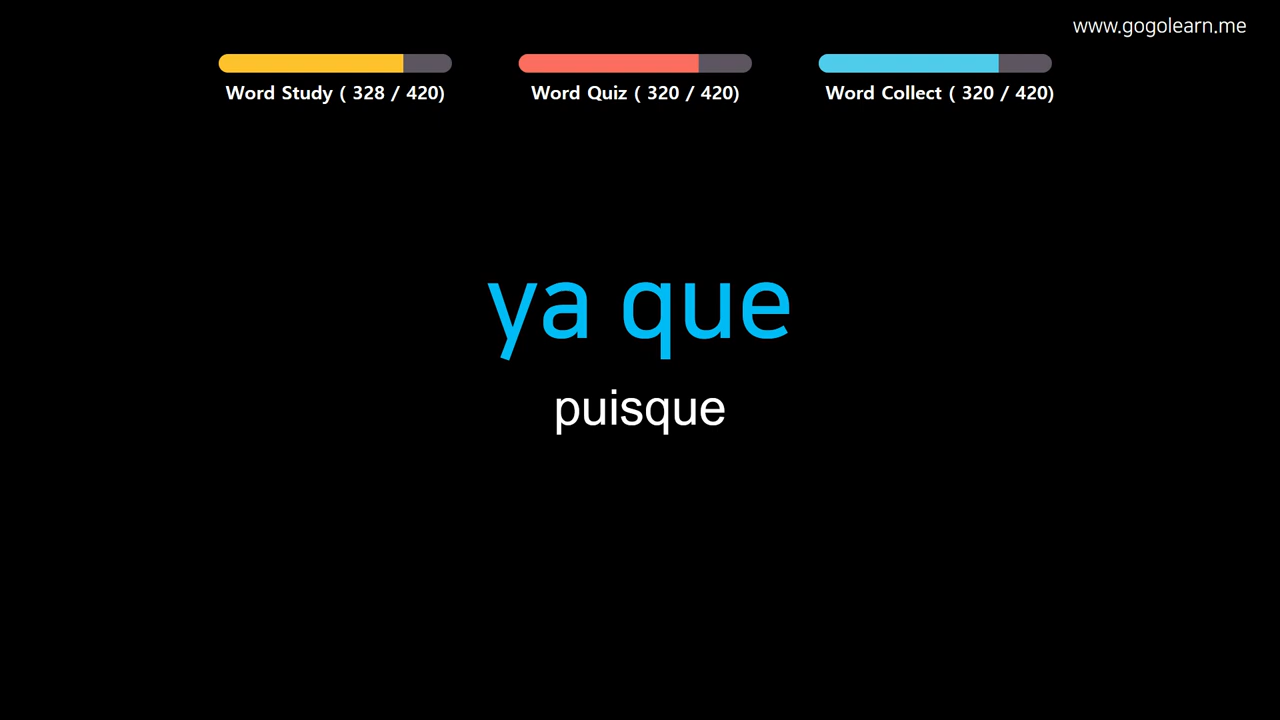 www.gogolearn.me
Word Study ( 328 / 420)
Word Quiz ( 320 / 420)
Word Collect ( 320 / 420)
ya que
puisque